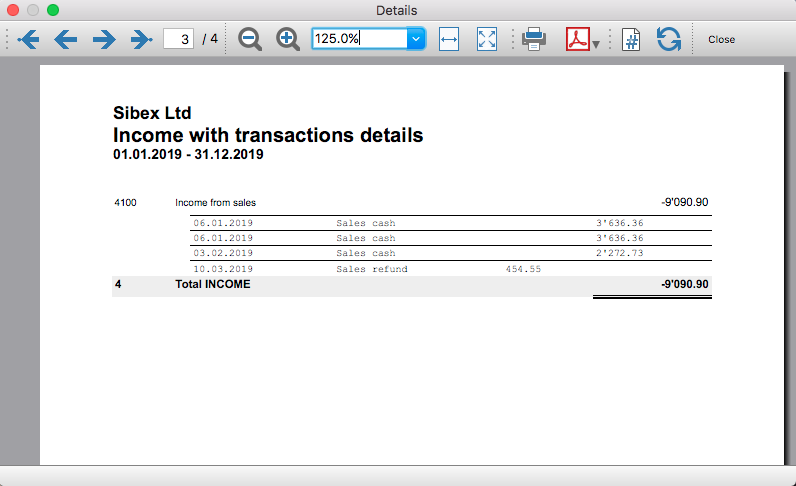 Details
3 / 4 125.0% # Close
Sibex Ltd
Income with transactions details
01.01.2019 - 31.12.2019
4100 Income from sales -9'090.90
06.01.2019 Sales cash 3'636.36
06.01.2019 Sales cash 3'636.36
03.02.2019 Sales cash 2'272.73
10.03.2019 Sales refund 454.55
4 Total INCOME -9'090.90